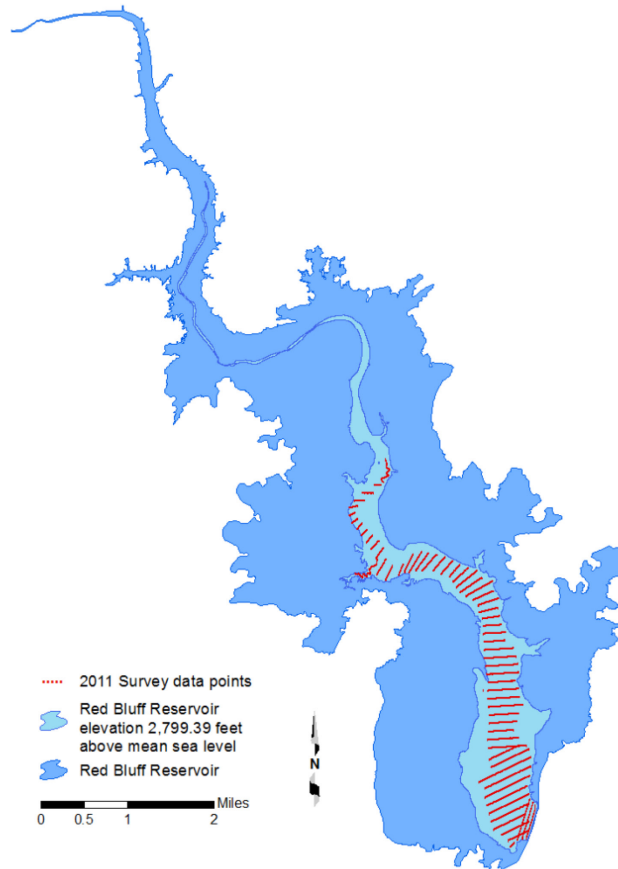 2011 Survey data points
Red Bluff Reservoir
elevation 2,799.39 feet
above mean sea level
Red Bluff Reservoir
N
Miles
0 0.5 1 2